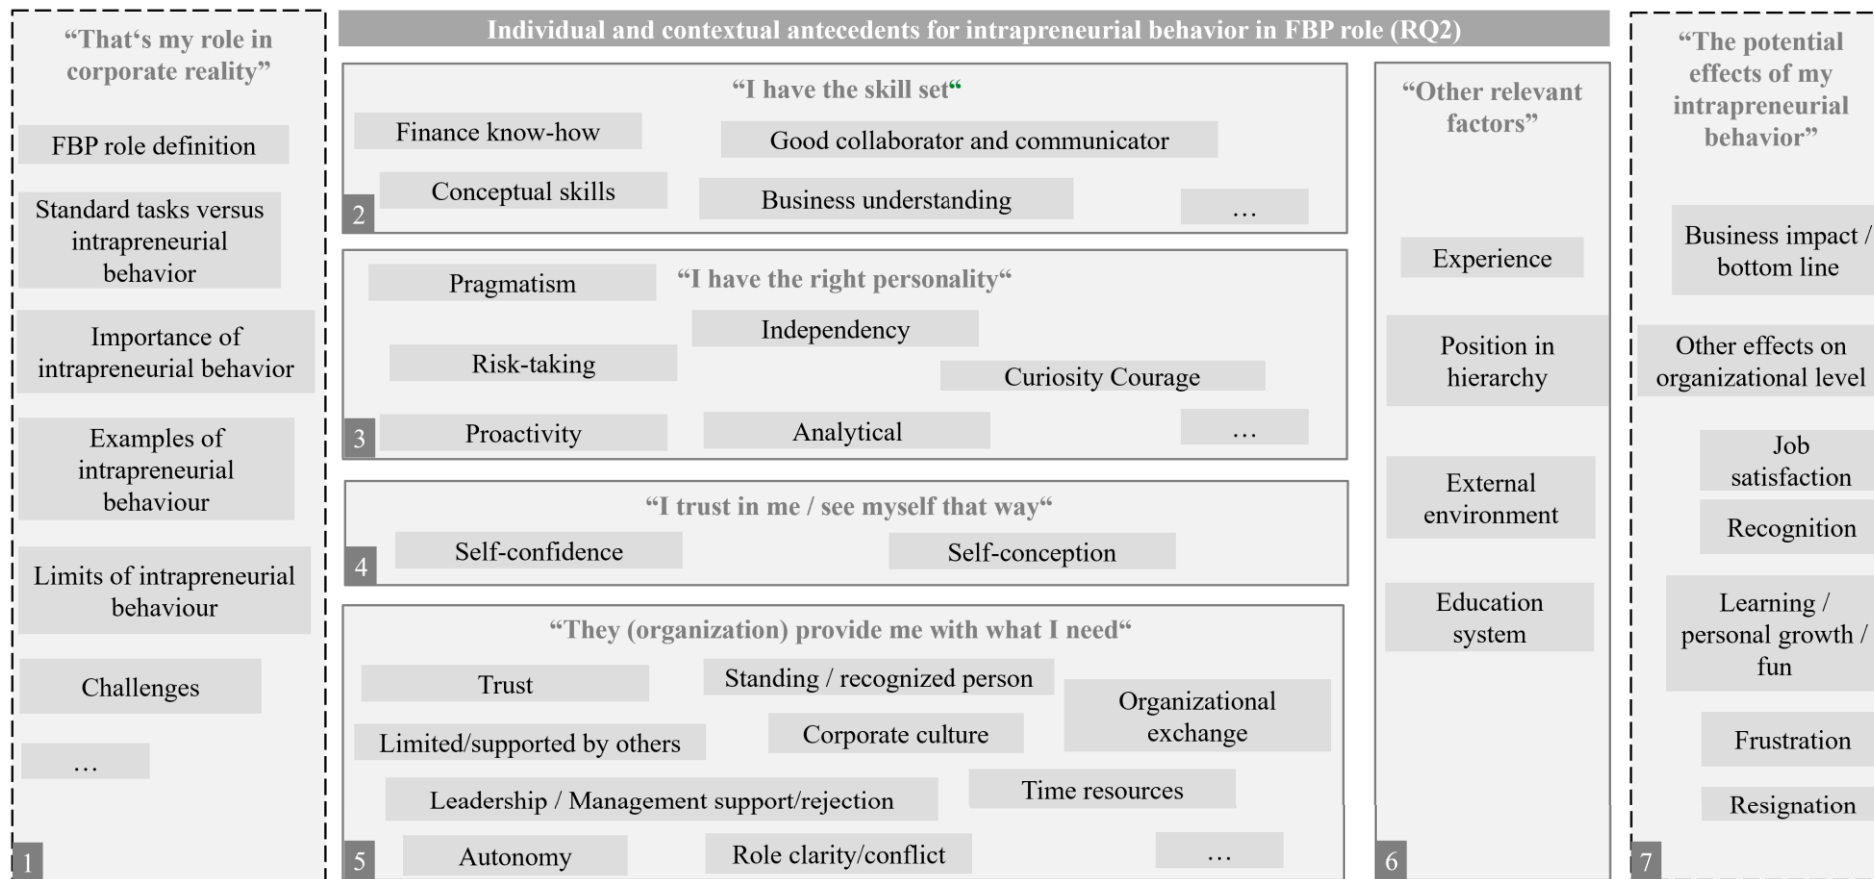 “That‘s my role in
corporate reality”
FBP role definition
Standard tasks versus
intrapreneurial
behavior
Importance of
intrapreneurial behavior
Examples of
intrapreneurial
behaviour
Limits of intrapreneurial
behaviour
Challenges
…
1
Individual and contextual antecedents for intrapreneurial behavior in FBP role (RQ2)
“I have the skill set“
Finance know-how
Good collaborator and communicator
Conceptual skills
Business understanding
…
2
“I have the right personality“
Pragmatism
Independency
Risk-taking
Curiosity Courage
Proactivity
Analytical
…
3
“I trust in me / see myself that way“
Self-confidence
Self-conception
4
“They (organization) provide me with what I need“
Trust
Standing / recognized person
Organizational
exchange
Limited/supported by others
Corporate culture
Leadership / Management support/rejection
Time resources
Autonomy
Role clarity/conflict
…
5
“Other relevant
factors”
Experience
Position in
hierarchy
External
environment
Education
system
6
“The potential
effects of my
intrapreneurial
behavior”
Business impact /
bottom line
Other effects on
organizational level
Job
satisfaction
Recognition
Learning /
personal growth /
fun
Frustration
Resignation
7